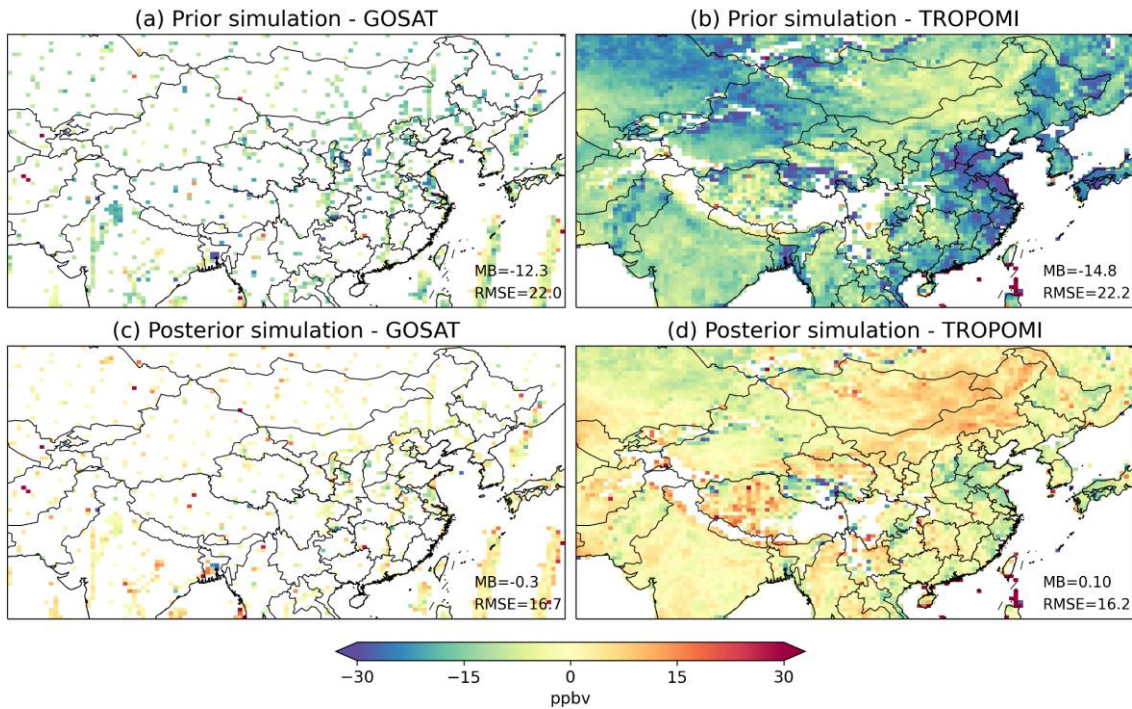 (a) Prior simulation - GOSAT
(b) Prior simulation - TROPOMI
MB=-12.3
RMSE=22.0
MB=-14.8
RMSE=22.2
(c) Posterior simulation - GOSAT
(d) Posterior simulation - TROPOMI
MB=-0.3
RMSE=16.7
MB=0.10
RMSE=16.2
−30 −15 0 15 30
ppbv